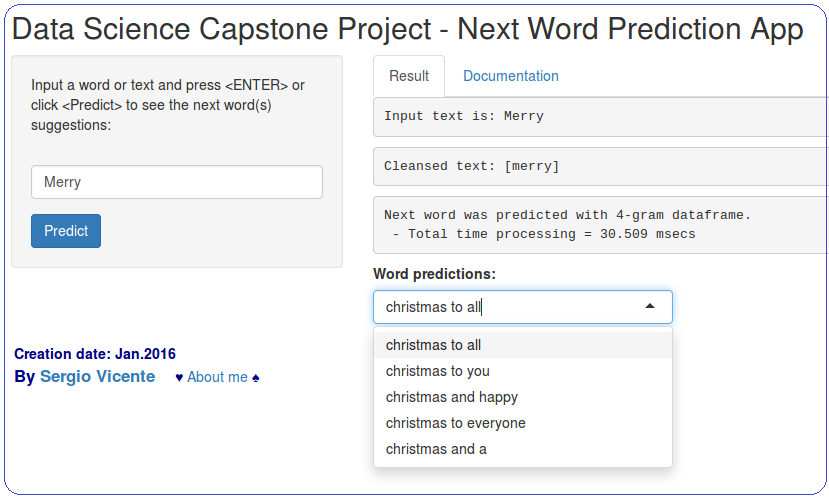 Data Science Capstone Project - Next Word Prediction App
Input a word or text and press <ENTER> or
click <Predict> to see the next word(s)
suggestions:
Merry
Predict
Creation date: Jan.2016
By Sergio Vicente ♥ About me ♠
Result Documentation
Input text is: Merry
Cleansed text: [merry]
Next word was predicted with 4-gram dataframe.
- Total time processing = 30.509 msecs
Word predictions:
christmas to all
christmas to all
christmas to you
christmas and happy
christmas to everyone
christmas and a